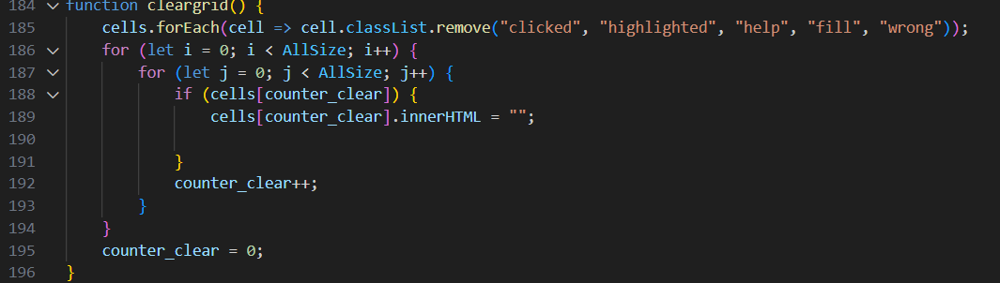 184 function cleargrid() {
185 cells.forEach(cell => cell.classList.remove("clicked", "highlighted", "help", "fill", "wrong"));
186 for (let i = 0; i < AllSize; i++) {
187 for (let j = 0; j < AllSize; j++) {
188 if (cells[counter_clear]) {
189 cells[counter_clear].innerHTML = "";
190
191 }
192 counter_clear++;
193 }
194 }
195 counter_clear = 0;
196 }